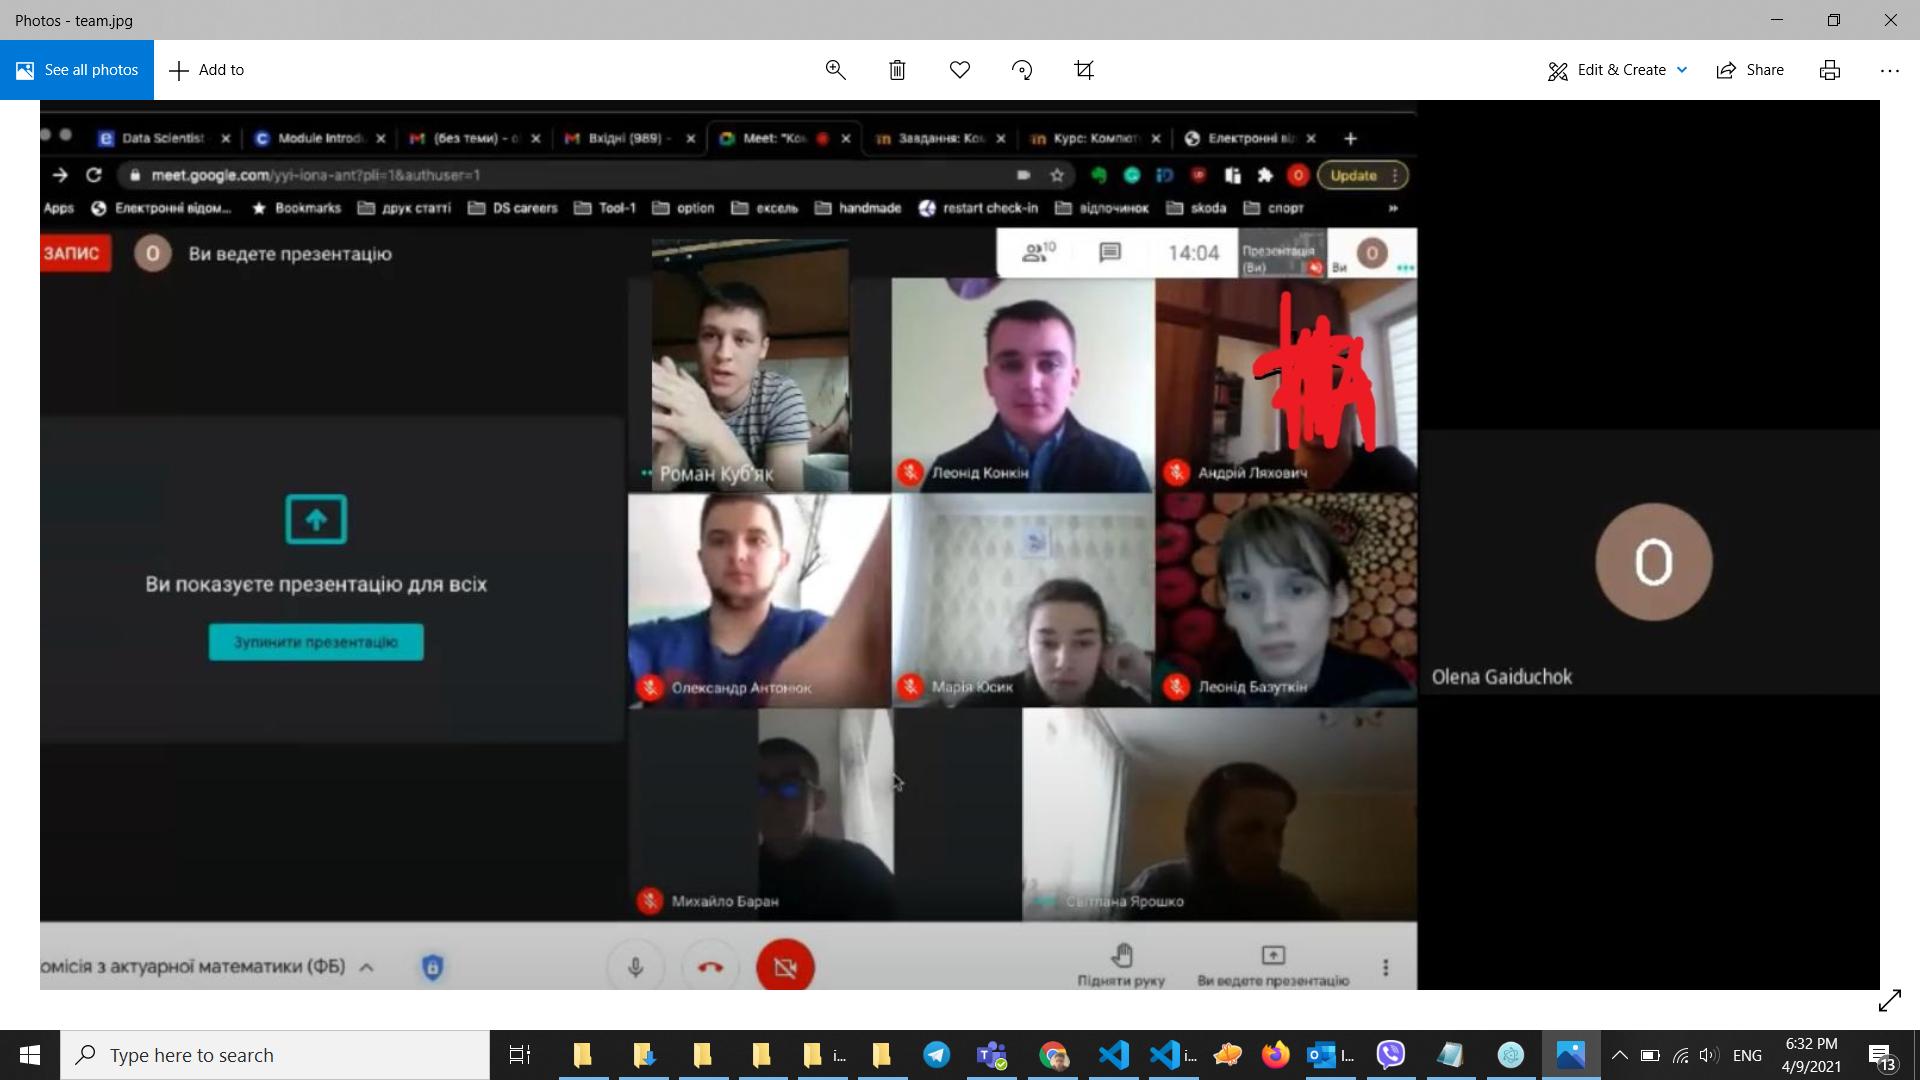 Photos - team.jpg
See all photos
Add to
Edit & Create
Share
Data Scientist
Module Introdu
(без теми) - o
Вхідні (989) -
Meet: "Ко
Завдання: Ко
Курс: Компют
Електронні ві
meet.google.com/yyi-iona-ant?pli=1&authuser=1
Update
Apps
Електронні відом...
Bookmarks
друк статті
DS careers
Tool-1
option
ексель
handmade
restart check-in
відпочинок
skoda
спорт
»
ЗАПИС
О
Ви ведете презентацію
10
14:04
Презентація
(Ви)
Ви
О
Роман Куб'як
Леонід Конкін
Андрій Ляхович
Ви показуєте презентацію для всіх
Зупинити презентацію
Олександр Антонюк
Марія Юсик
Леонід Базуткін
O
Olena Gaiduchok
Михайло Баран
Світлана Ярошко
омісія з актуарної математики (ФБ)
Підняти руку
Ви ведете презентацію
Type here to search
i...
i...
I...
ENG
6:32 PM
4/9/2021
13